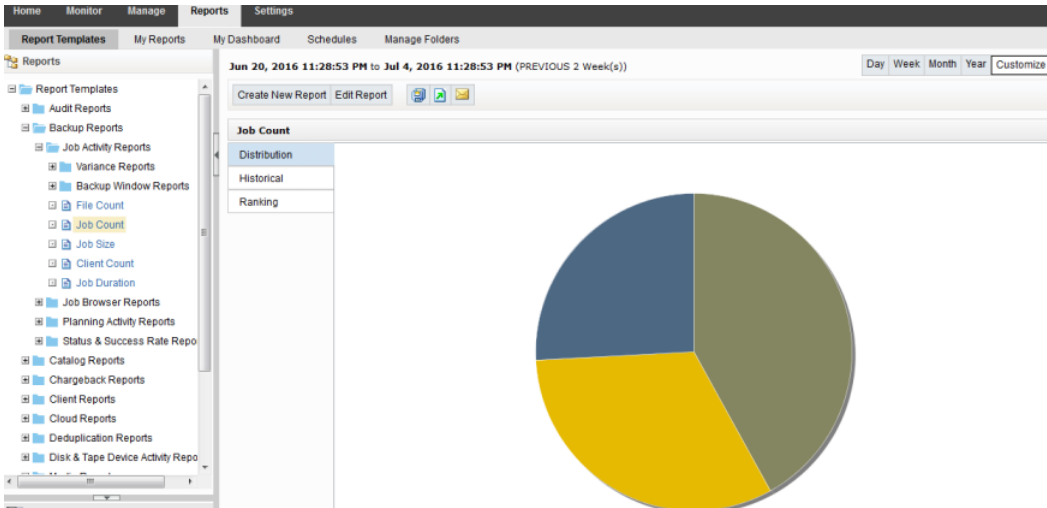 Home Monitor Manage Reports Settings
Report Templates My Reports My Dashboard Schedules Manage Folders
Reports
Jun 20, 2016 11:28:53 PM to Jul 4, 2016 11:28:53 PM (PREVIOUS 2 Week(s))
Day Week Month Year Customize
Create New Report Edit Report
Report Templates
Audit Reports
Backup Reports
Job Activity Reports
Variance Reports
Backup Window Reports
File Count
Job Count
Job Size
Client Count
Job Duration
Job Browser Reports
Planning Activity Reports
Status & Success Rate Repo
Catalog Reports
Chargeback Reports
Client Reports
Cloud Reports
Deduplication Reports
Disk & Tape Device Activity Repo
Job Count
Distribution
Historical
Ranking